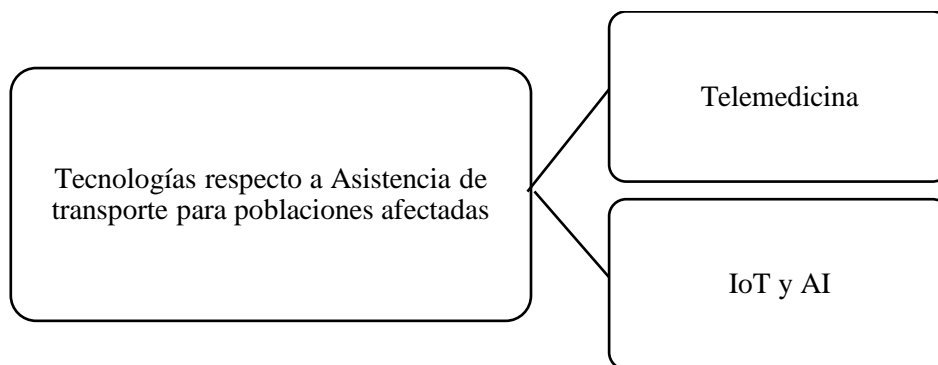 Tecnologías respecto a Asistencia de
transporte para poblaciones afectadas
Telemedicina
IoT y AI